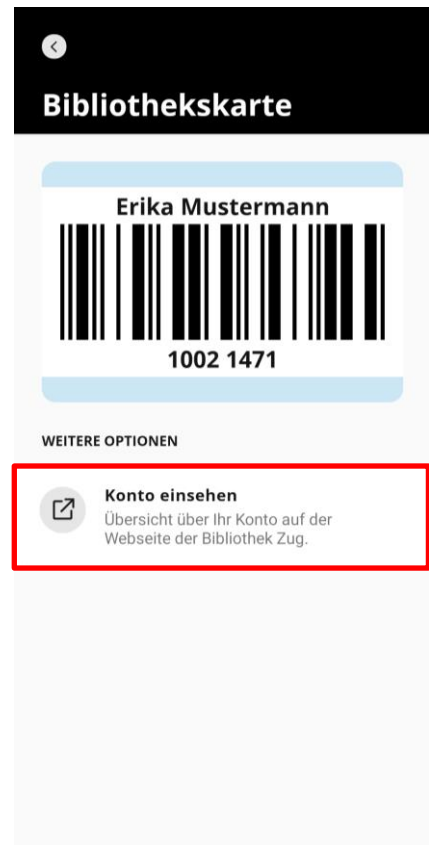 Bibliothekskarte
Erika Mustermann
1002 1471
WEITERE OPTIONEN
Konto einsehen
Übersicht über Ihr Konto auf der
Webseite der Bibliothek Zug.